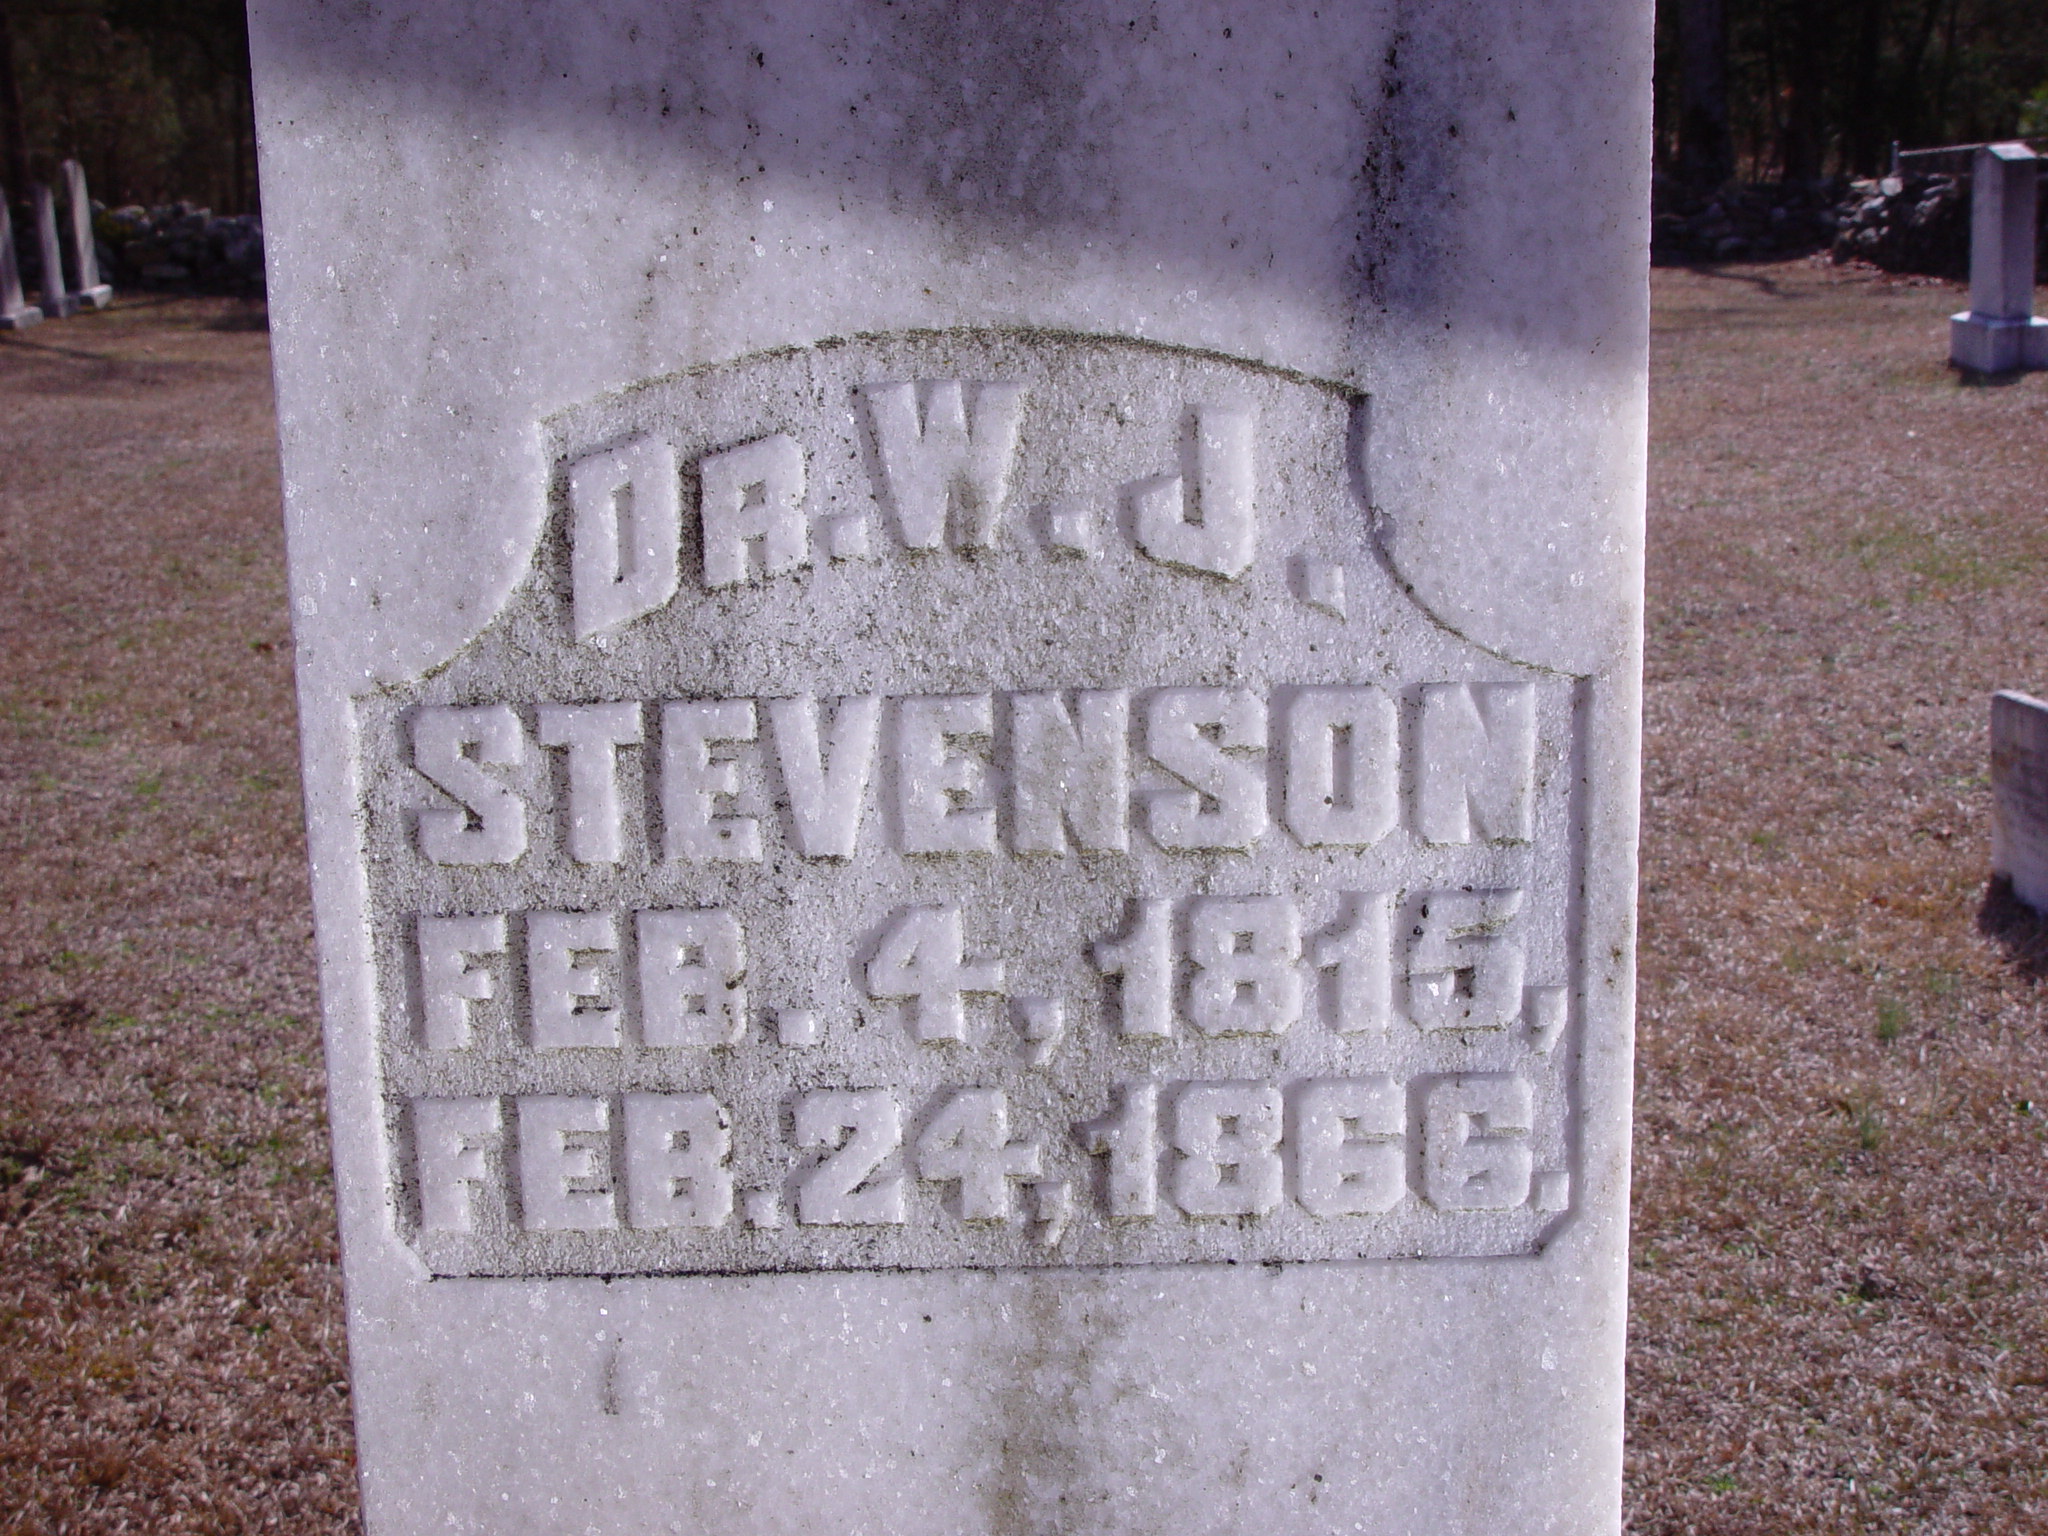 DR. W. J.
STEVENSON
FEB. 4, 1815,
FEB. 24, 1866.